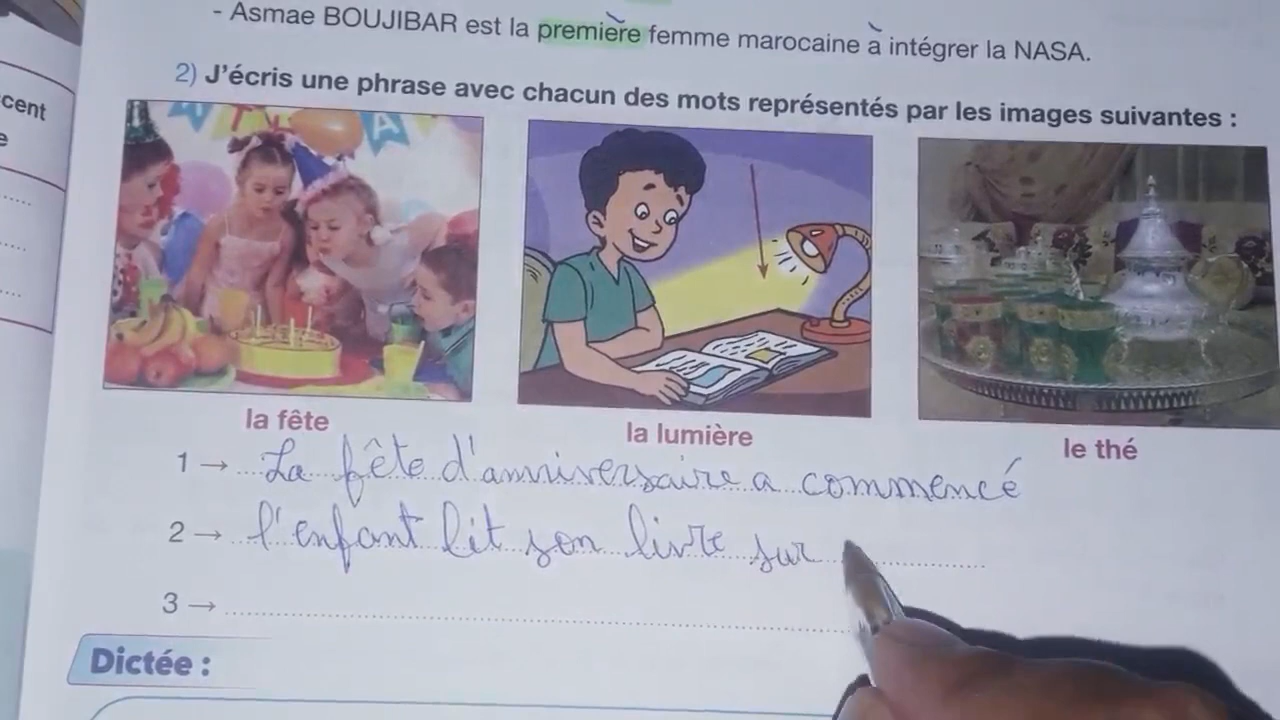 - Asmae BOUJIBAR est la première femme marocaine à intégrer la NASA.
cent
e
2) J'écris une phrase avec chacun des mots représentés par les images suivantes :
la fête
la lumière
le thé
1 → La fête d'anniversaire a commencé
2 → l'enfant lit son livre sur
3 →
Dictée :